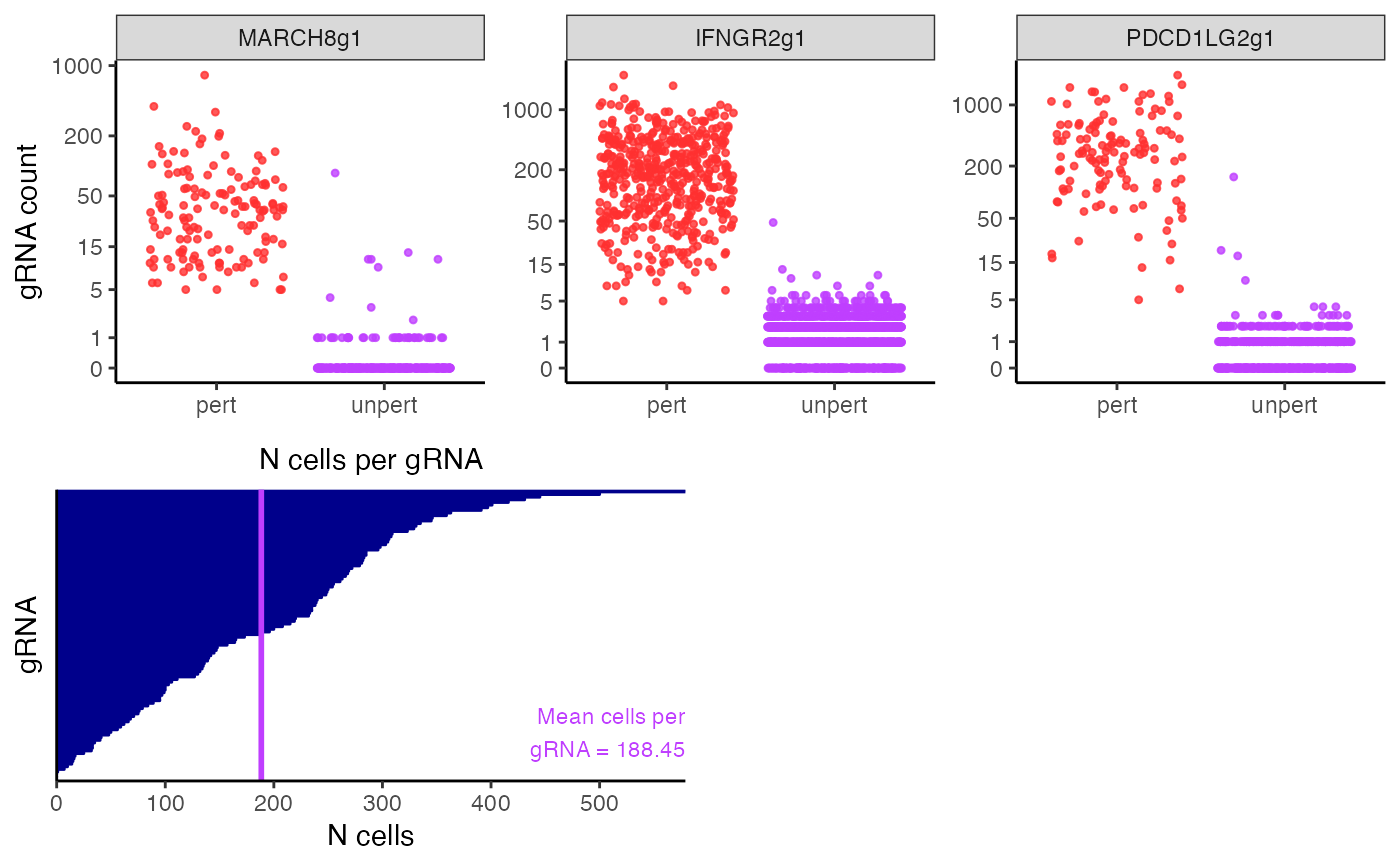 MARCH8g1
IFNGR2g1
PDCD1LG2g1
gRNA count
1000
200
50
15
5
1
0
pert
unpert
1000
200
50
15
5
1
0
pert
unpert
1000
200
50
15
5
1
0
pert
unpert
N cells per gRNA
gRNA
Mean cells per
gRNA = 188.45
0
100
200
300
400
500
N cells